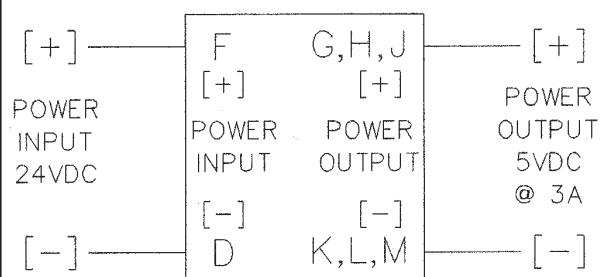 [+] F G,H,J [+]
[+] [+]
POWER INPUT 24VDC
POWER INPUT
POWER OUTPUT
POWER OUTPUT 5VDC @ 3A
[-] [-]
[-] D K,L,M [-]